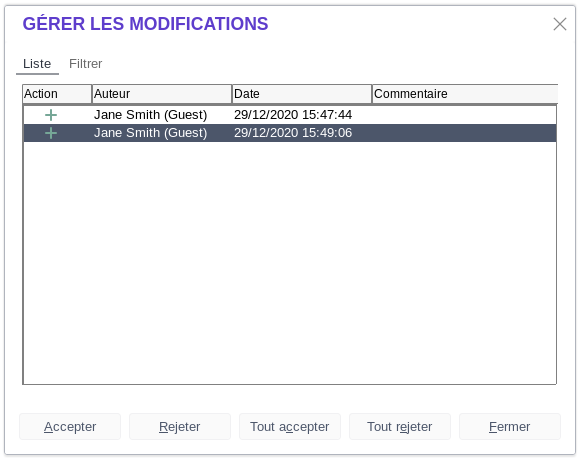 GÉRER LES MODIFICATIONS
Liste Filtrer
Action Auteur Date Commentaire
Jane Smith (Guest) 29/12/2020 15:47:44
Jane Smith (Guest) 29/12/2020 15:49:06
Accepter Rejeter Tout accepter Tout rejeter Fermer